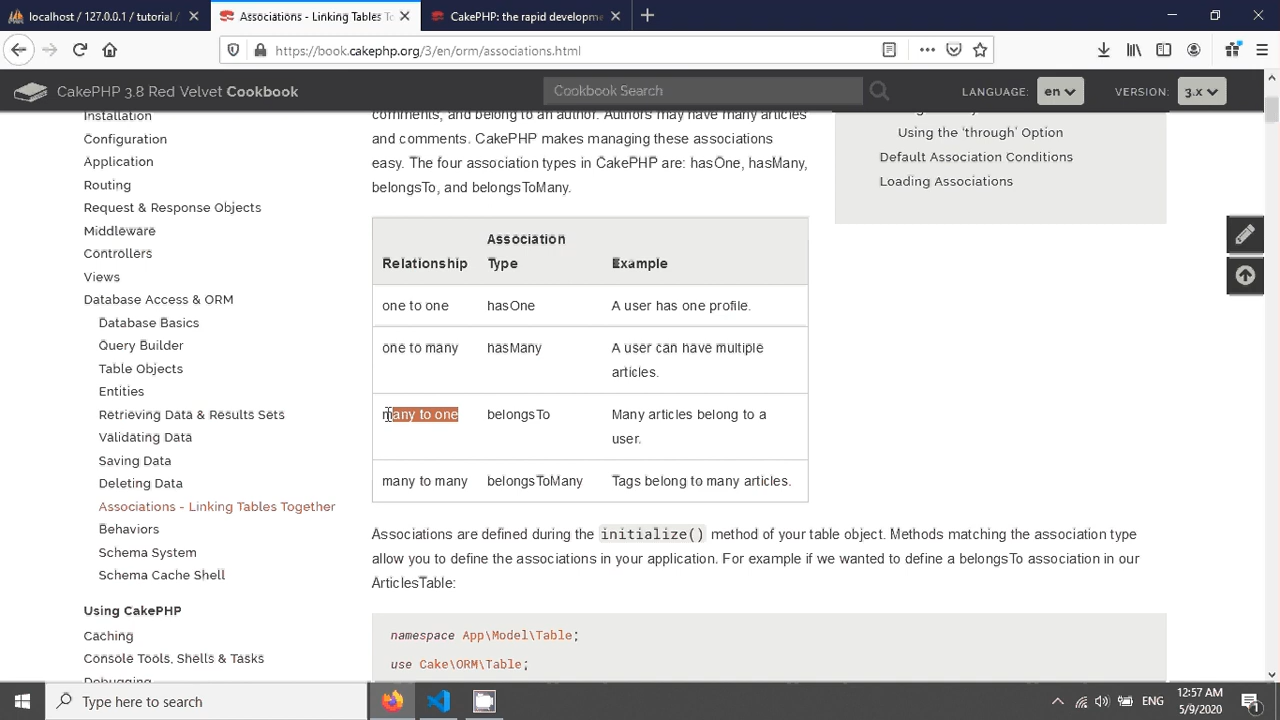 localhost / 127.0.0.1 / tutorial /
Associations - Linking Tables To
CakePHP: the rapid developme
https://book.cakephp.org/3/en/orm/associations.html
CakePHP 3.8 Red Velvet Cookbook
Cookbook Search
LANGUAGE: en
VERSION: 3.x
Installation
Configuration
Application
Routing
Request & Response Objects
Middleware
Controllers
Views
Database Access & ORM
Database Basics
Query Builder
Table Objects
Entities
Retrieving Data & Results Sets
Validating Data
Saving Data
Deleting Data
Associations - Linking Tables Together
Behaviors
Schema System
Schema Cache Shell
Using CakePHP
Caching
Console Tools, Shells & Tasks
Debugging
comments, and belong to an author. Authors may have many articles
and comments. CakePHP makes managing these associations
easy. The four association types in CakePHP are: hasOne, hasMany,
belongsTo, and belongsToMany.
Relationship Association Type Example
one to one hasOne A user has one profile.
one to many hasMany A user can have multiple
articles.
many to one belongsTo Many articles belong to a
user.
many to many belongsToMany Tags belong to many articles.
Associations are defined during the initialize() method of your table object. Methods matching the association type
allow you to define the associations in your application. For example if we wanted to define a belongsTo association in our
ArticlesTable:
namespace App\Model\Table;
use Cake\ORM\Table;
Using the 'through' Option
Default Association Conditions
Loading Associations
Type here to search
ENG
12:57 AM
5/9/2020
1